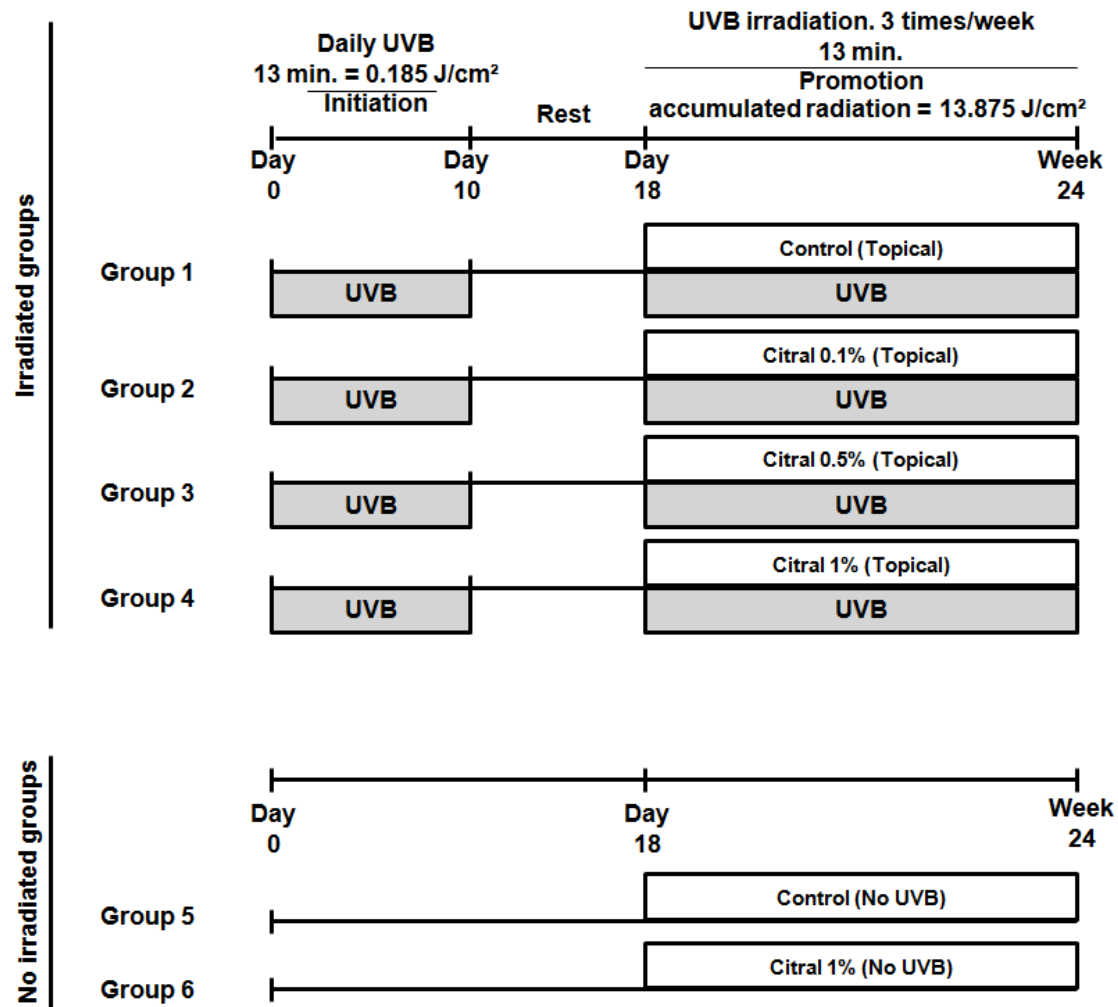 Daily UVB
13 min. = 0.185 J/cm²
Initiation
Rest
UVB irradiation. 3 times/week
13 min.
Promotion
accumulated radiation = 13.875 J/cm²
Day
0
Day
10
Day
18
Week
24
Irradiated groups
Group 1
UVB
Control (Topical)
UVB
Group 2
UVB
Citral 0.1% (Topical)
UVB
Group 3
UVB
Citral 0.5% (Topical)
UVB
Group 4
UVB
Citral 1% (Topical)
UVB
No irradiated groups
Day
0
Day
18
Week
24
Group 5
Control (No UVB)
Group 6
Citral 1% (No UVB)